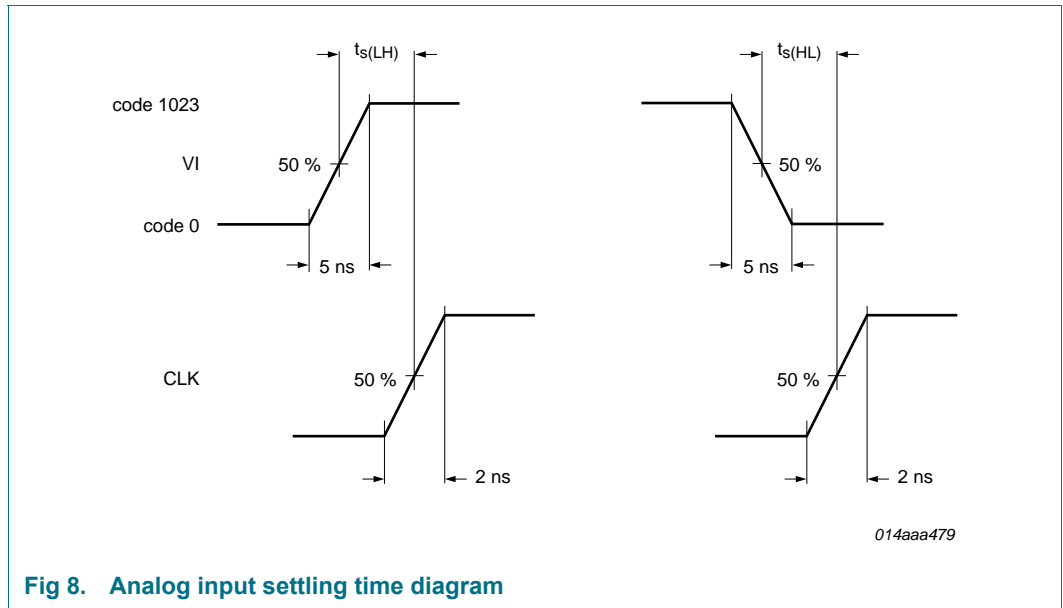 ts(LH)
ts(HL)
code 1023
VI
50 %
50 %
code 0
5 ns
5 ns
CLK
50 %
50 %
2 ns
2 ns
014aaa479
Fig 8. Analog input settling time diagram